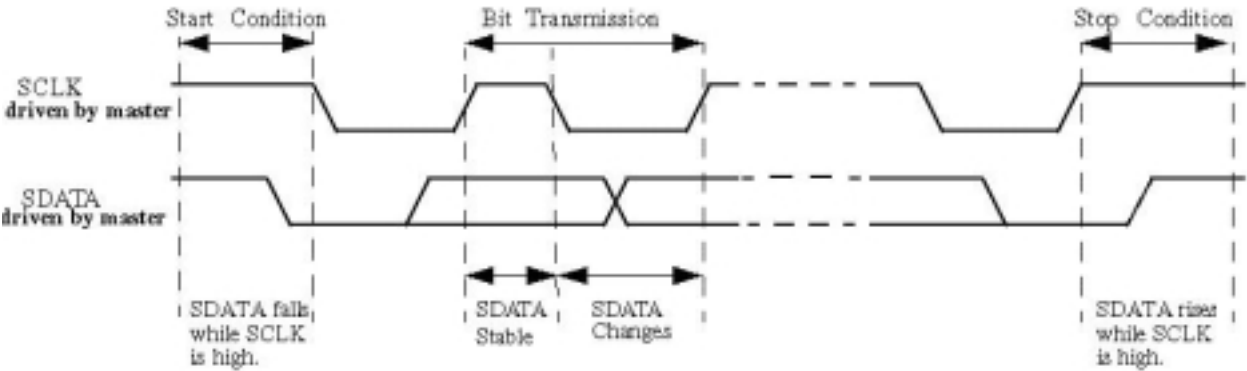 Start Condition
Bit Transmission
Stop Condition
SCLK
driven by master
SDATA
driven by master
SDATA falls
while SCLK
is high.
SDATA
Stable
SDATA
Changes
SDATA rises
while SCLK
is high.